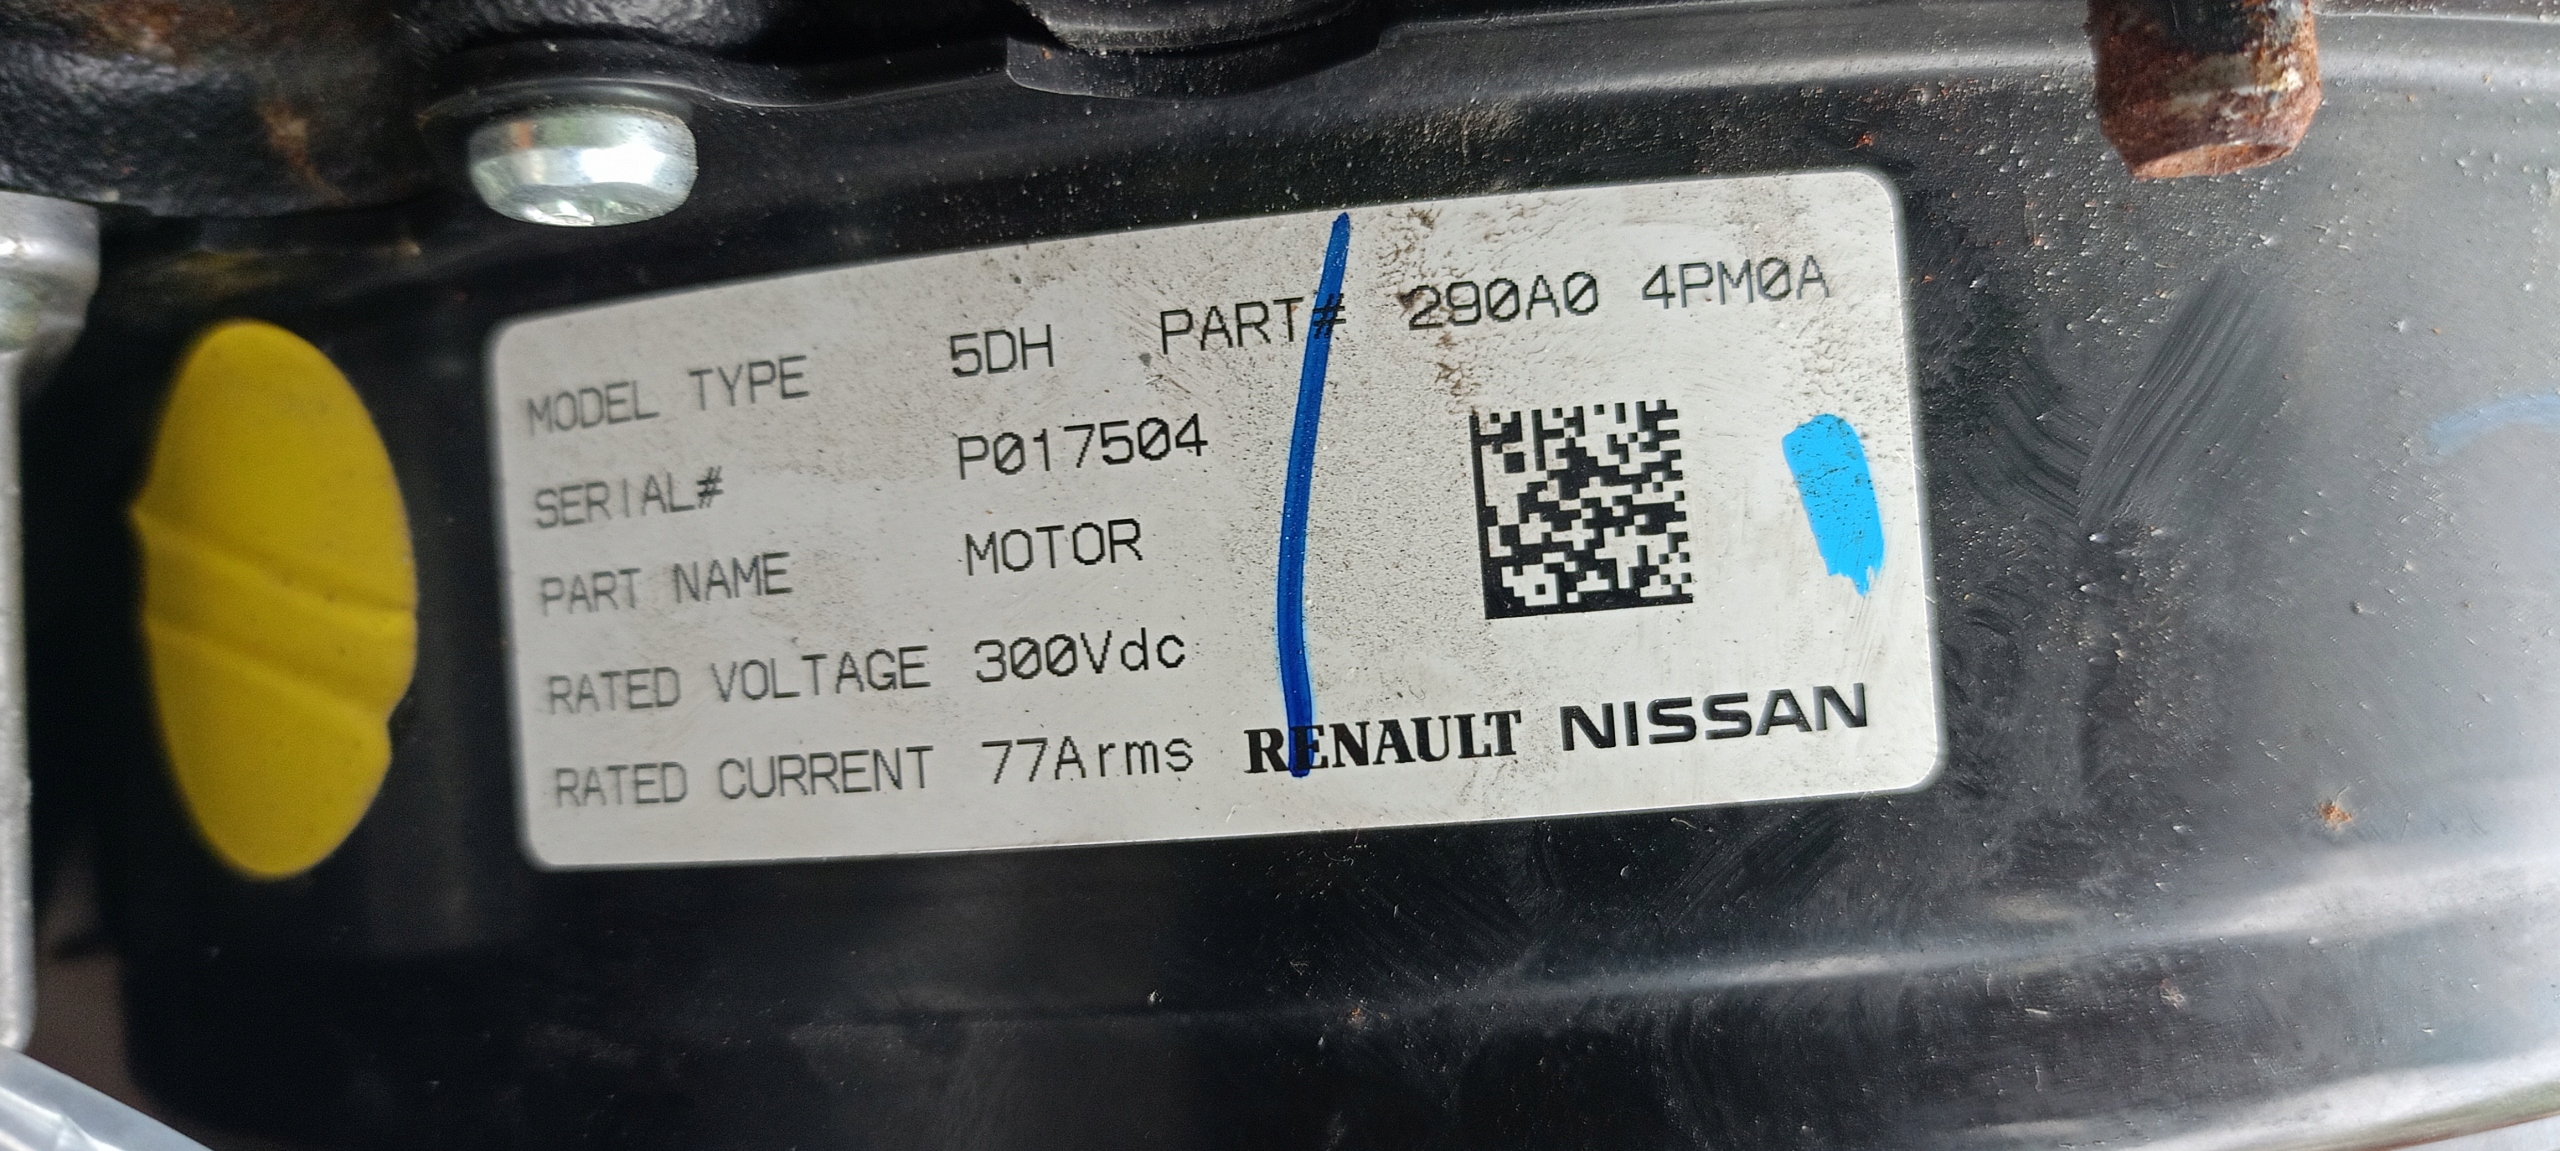 MODEL TYPE 5DH PART# 290A0 4PM0A
SERIAL# P017504
PART NAME MOTOR
RATED VOLTAGE 300Vdc
RATED CURRENT 77Arms RENAULT NISSAN